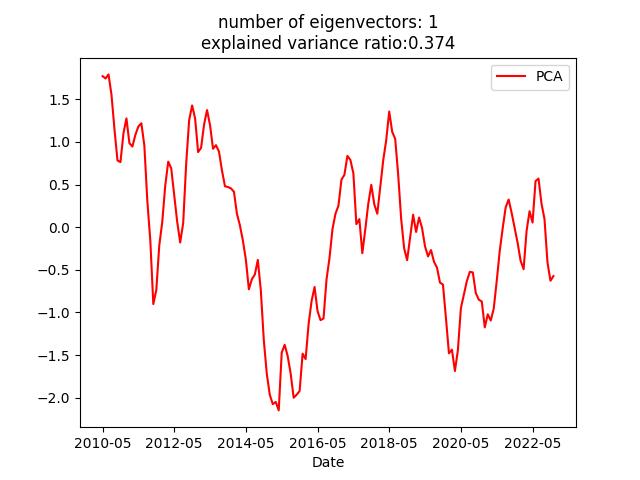 number of eigenvectors: 1
explained variance ratio:0.374
PCA
1.5
1.0
0.5
0.0
−0.5
−1.0
−1.5
−2.0
2010-05 2012-05 2014-05 2016-05 2018-05 2020-05 2022-05
Date